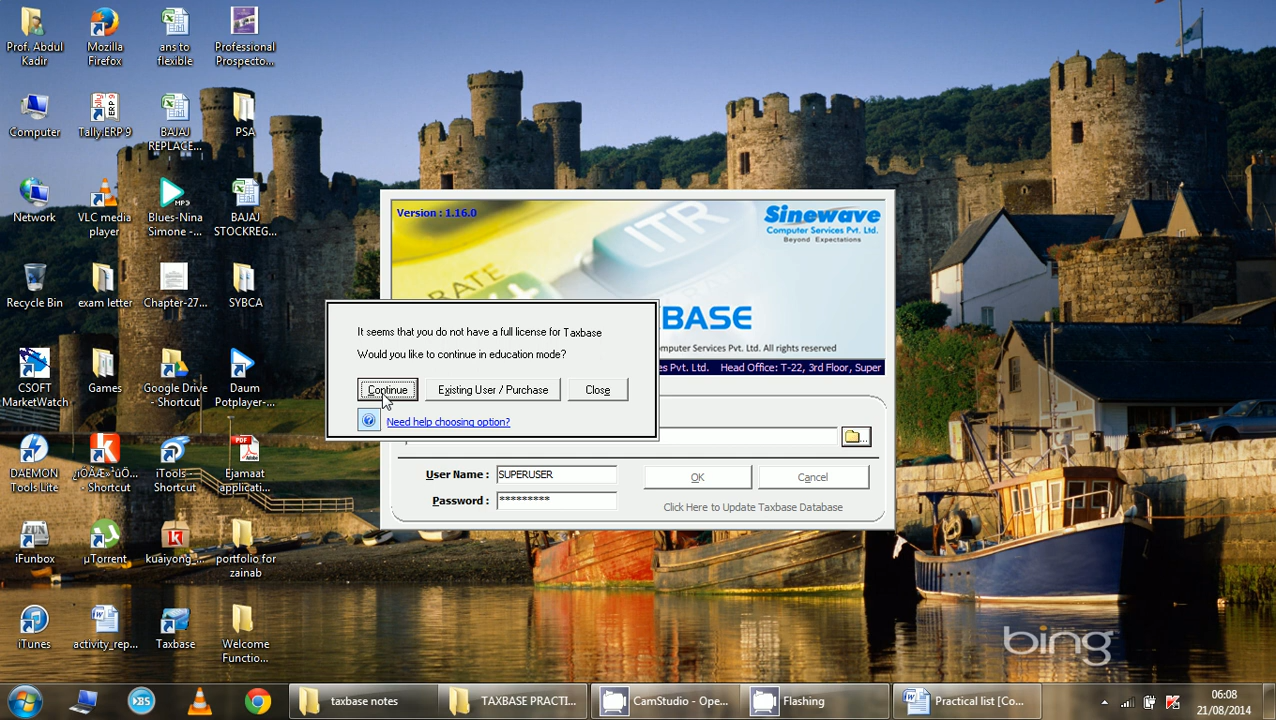 Prof. Abdul
Kadir
Mozilla
Firefox
ans to
flexible
Professional
Prospecto...
Computer
Tally.ERP 9
BAJAJ
REPLACE...
PSA
Network
VLC media
player
Blues-Nina
Simone -...
BAJAJ
STOCKREG...
Recycle Bin
exam letter
Chapter-27...
SYBCA
CSOFT
MarketWatch
Games
Google Drive
- Shortcut
Daum
Potplayer-...
DAEMON
Tools Lite
- Shortcut
iTools -
Shortcut
Ejamaat
applicati...
iFunbox
µTorrent
kuaiyong_...
portfolio for
zainab
iTunes
activity_rep...
Taxbase
Welcome
Functio...
Version : 1.16.0
Sinewave
Computer Services Pvt. Ltd.
Beyond Expectations
RATE
ITR
XBASE
mputer Services Pvt. Ltd. All rights reserved
es Pvt. Ltd. Head Office: T-22, 3rd Floor, Super
It seems that you do not have a full license for Taxbase
Would you like to continue in education mode?
Continue
Existing User / Purchase
Close
Need help choosing option?
User Name :
SUPERUSER
OK
Cancel
Password :
*********
Click Here to Update Taxbase Database
bing
taxbase notes
TAXBASE PRACTI...
CamStudio - Ope...
Flashing
Practical list [Co...
06:08
21/08/2014